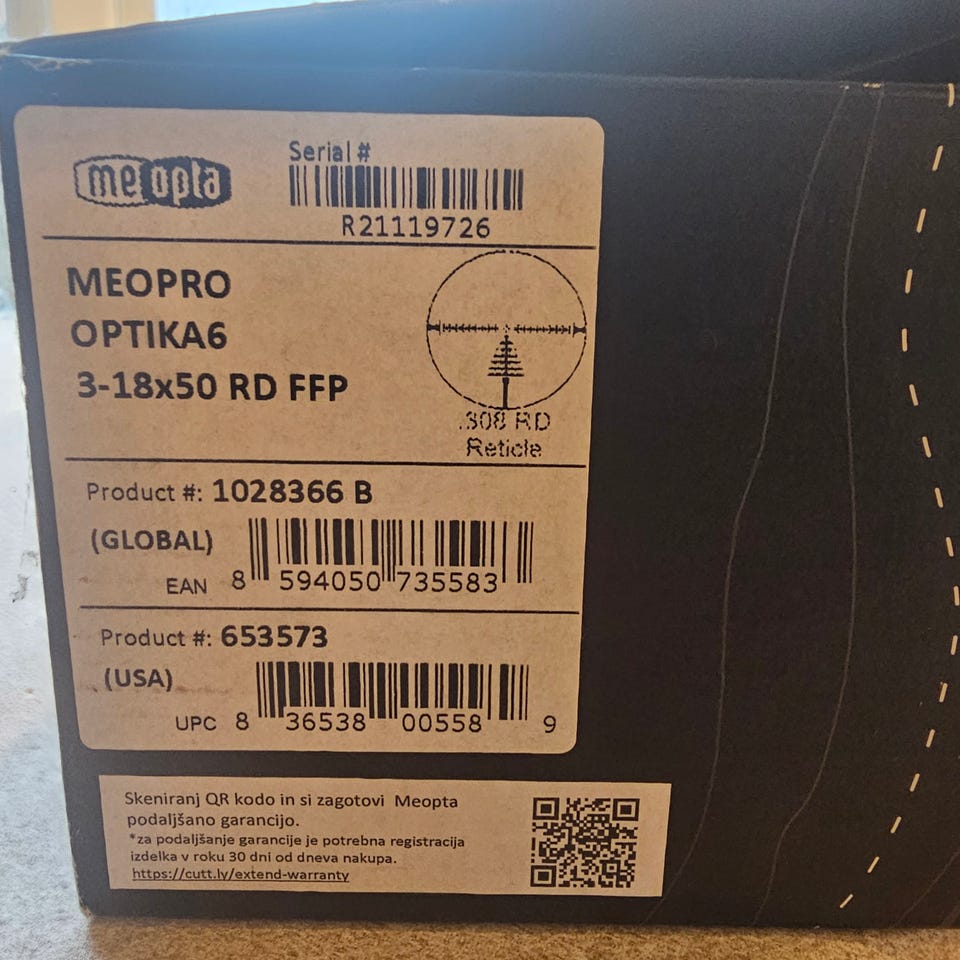 meopta
Serial #
R21119726
MEOPRO
OPTIKA6
3-18x50 RD FFP
.308 RD
Reticle
Product #: 1028366 B
(GLOBAL)
EAN 8 594050 735583
Product #: 653573
(USA)
UPC 8 36538 00558 9
Skeniranj QR kodo in si zagotovi Meopta
podaljšano garancijo.
*za podaljšanje garancije je potrebna registracija
izdelka v roku 30 dni od dneva nakupa.
https://cutt.ly/extend-warranty